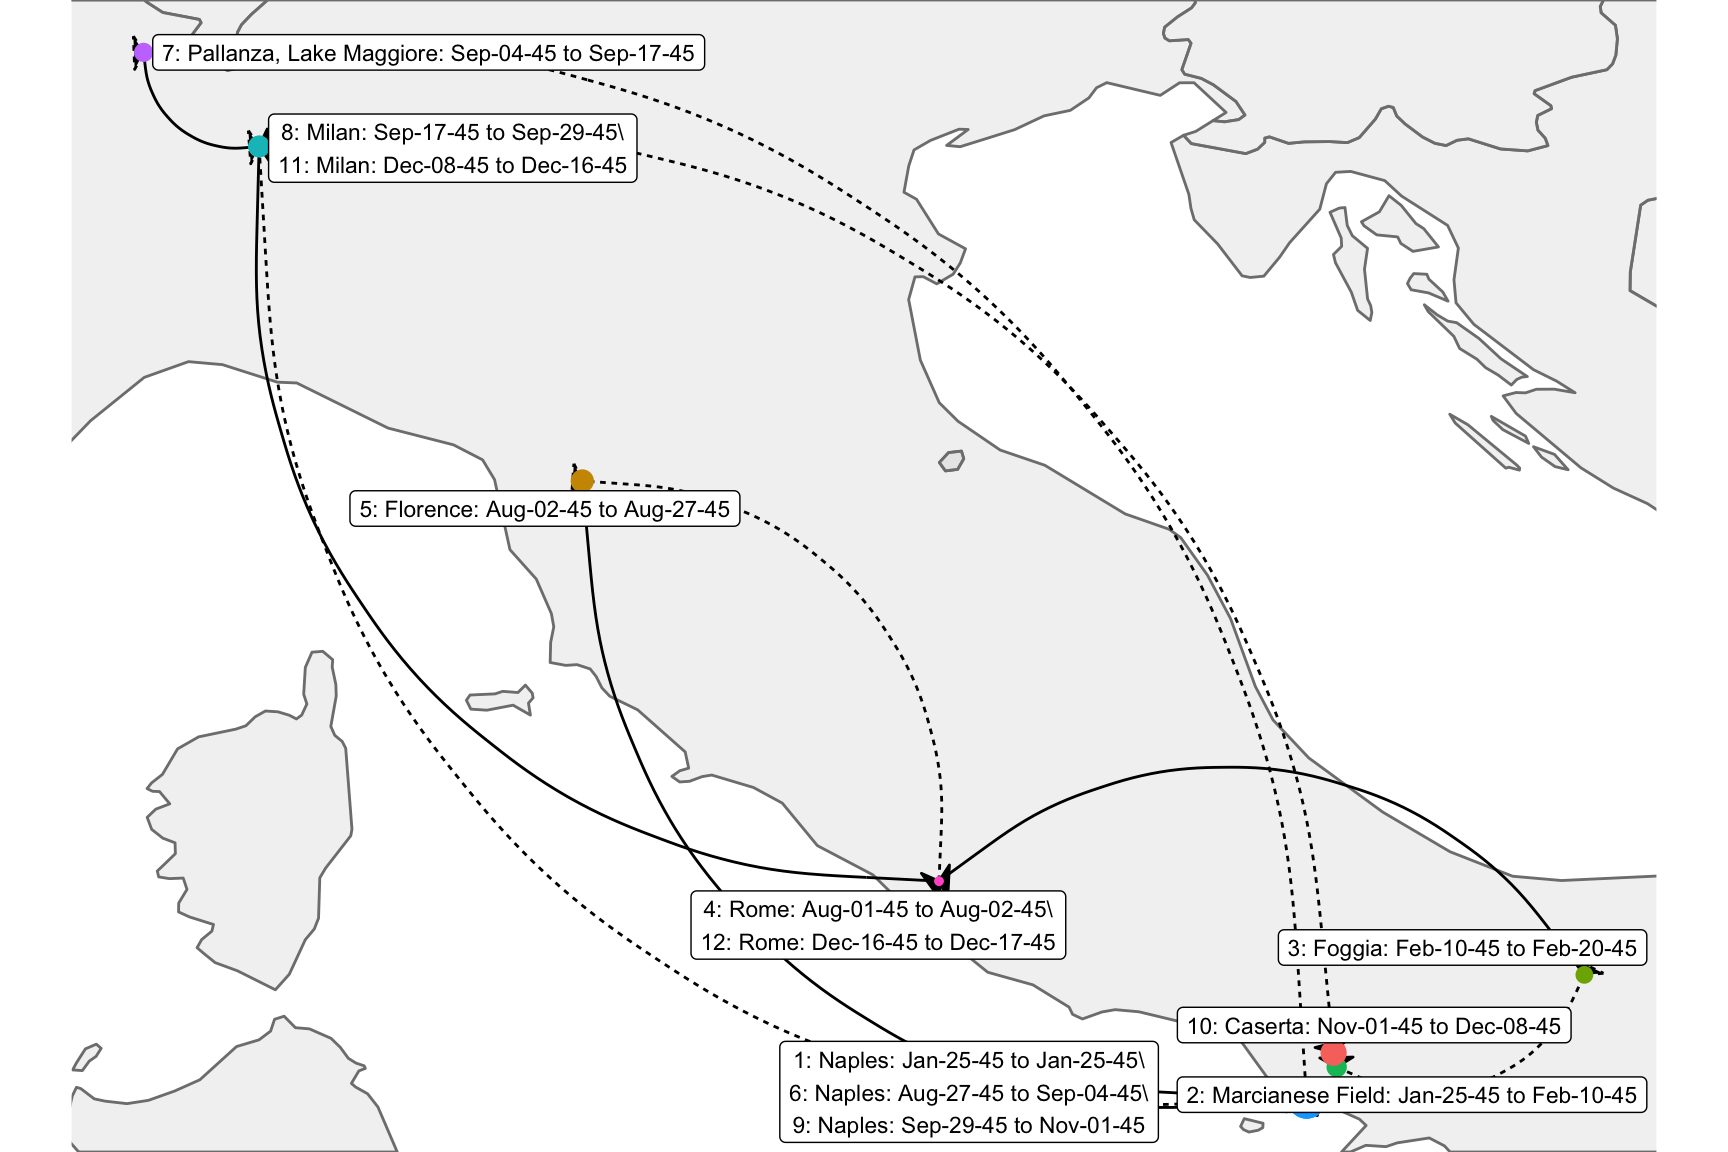 7: Pallanza, Lake Maggiore: Sep-04-45 to Sep-17-45
8: Milan: Sep-17-45 to Sep-29-45\
11: Milan: Dec-08-45 to Dec-16-45
5: Florence: Aug-02-45 to Aug-27-45
4: Rome: Aug-01-45 to Aug-02-45\
12: Rome: Dec-16-45 to Dec-17-45
3: Foggia: Feb-10-45 to Feb-20-45
10: Caserta: Nov-01-45 to Dec-08-45
1: Naples: Jan-25-45 to Jan-25-45\
6: Naples: Aug-27-45 to Sep-04-45\
9: Naples: Sep-29-45 to Nov-01-45
2: Marcianese Field: Jan-25-45 to Feb-10-45